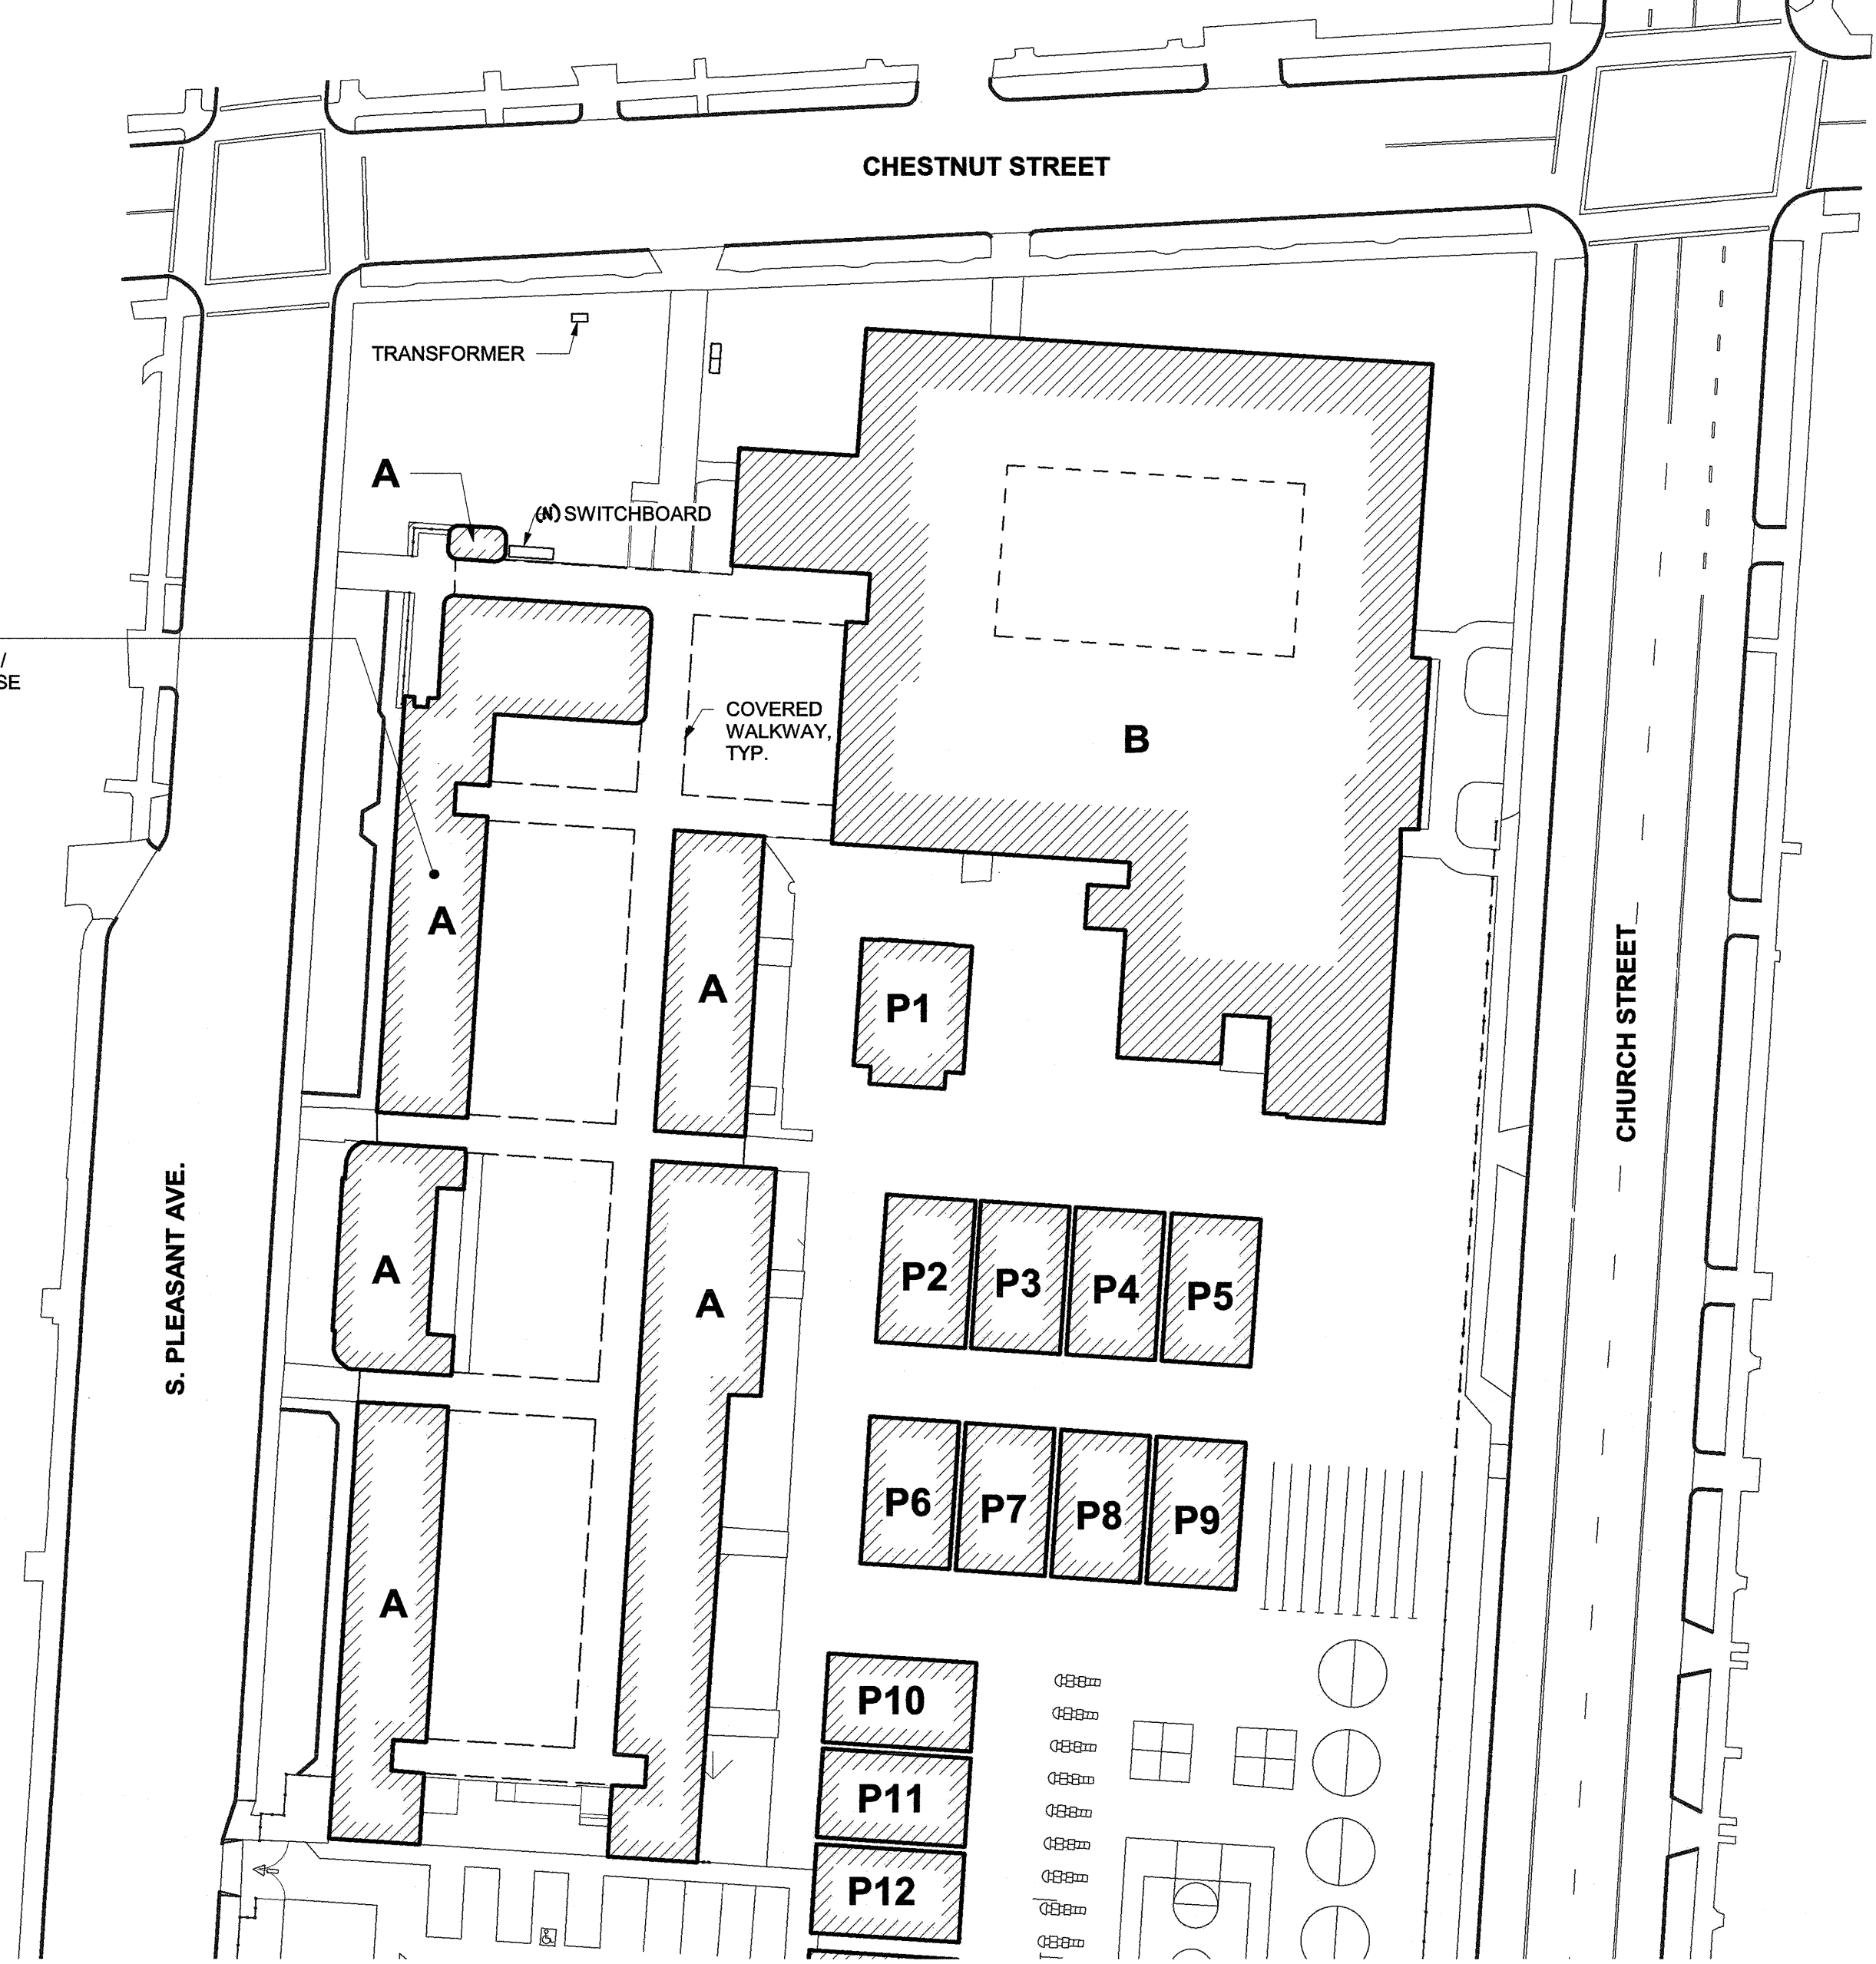 CHESTNUT STREET
TRANSFORMER
A
(N) SWITCHBOARD
/
SE
COVERED
WALKWAY,
TYP.
B
A
A
P1
CHURCH STREET
S. PLEASANT AVE.
A
A
P2 P3 P4 P5
P6 P7 P8 P9
A
P10
P11
P12